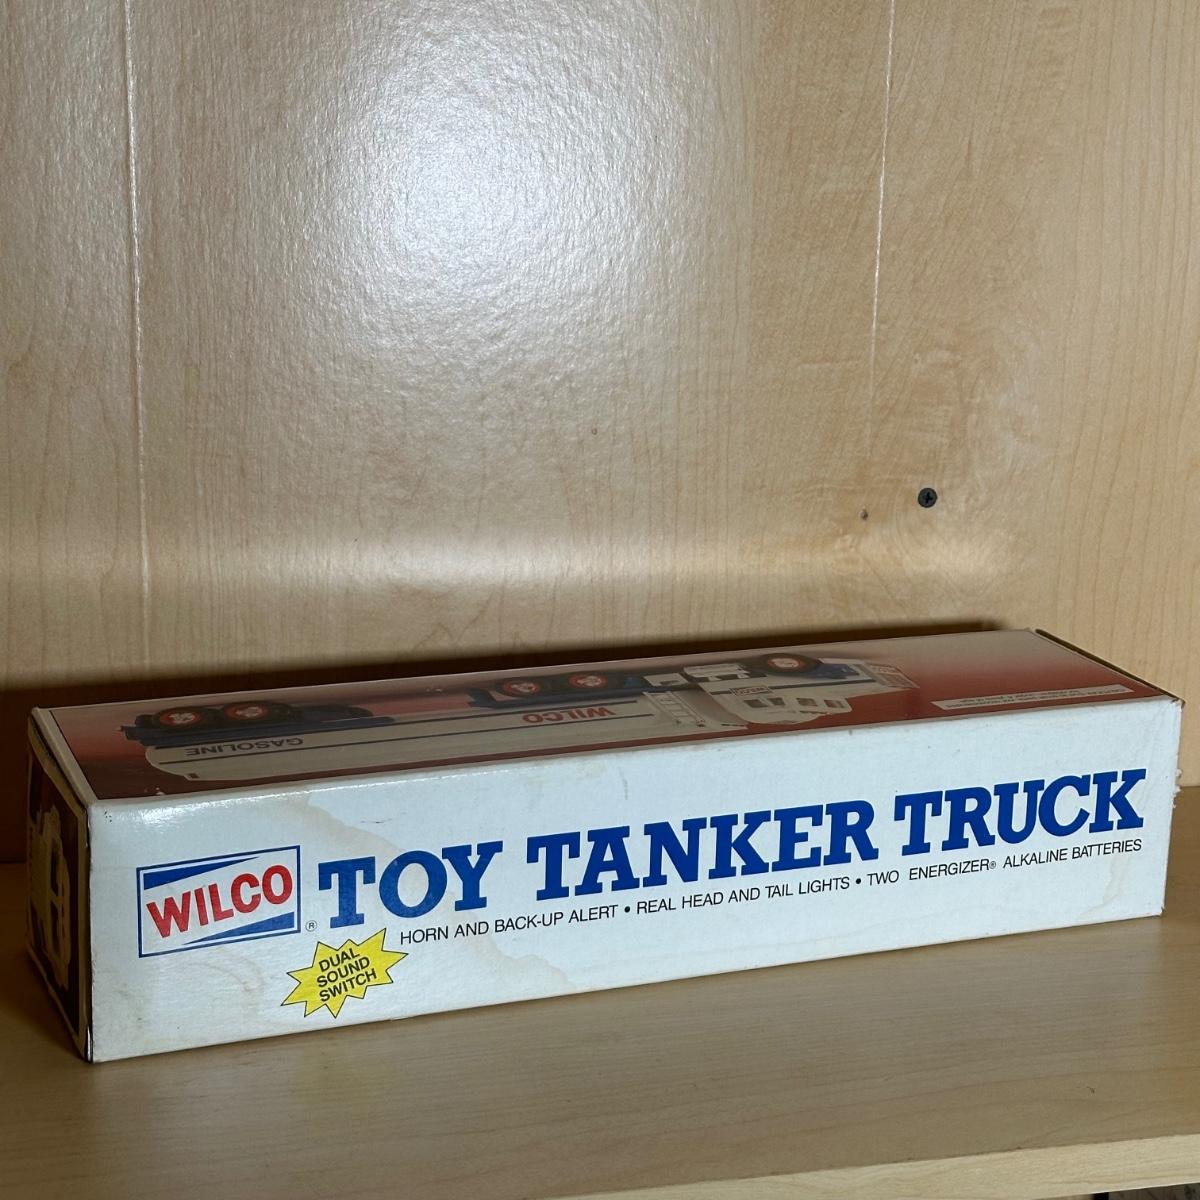 WILCO
GASOLINE
WILCO
WILCO ®
TOY TANKER TRUCK
HORN AND BACK-UP ALERT • REAL HEAD AND TAIL LIGHTS • TWO ENERGIZER® ALKALINE BATTERIES
DUAL
SOUND
SWITCH